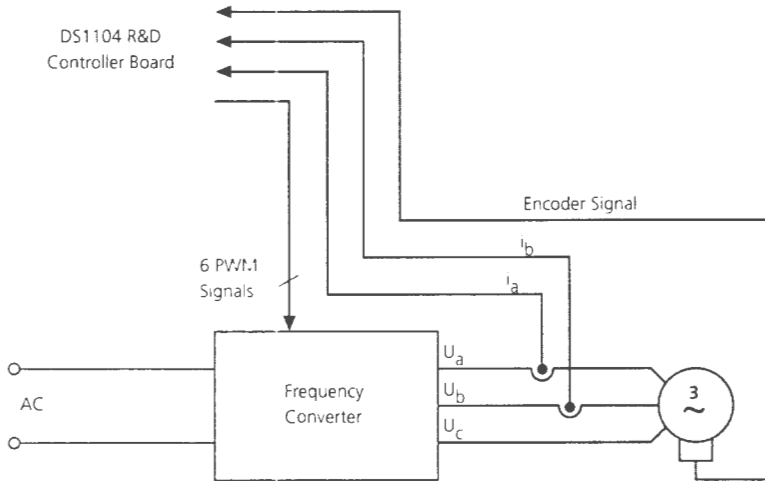 DS1104 R&D
Controller Board
Encoder Signal
i_b
6 PWM
Signals
i_a
U_a
U_b
U_c
AC
Frequency
Converter
3
~